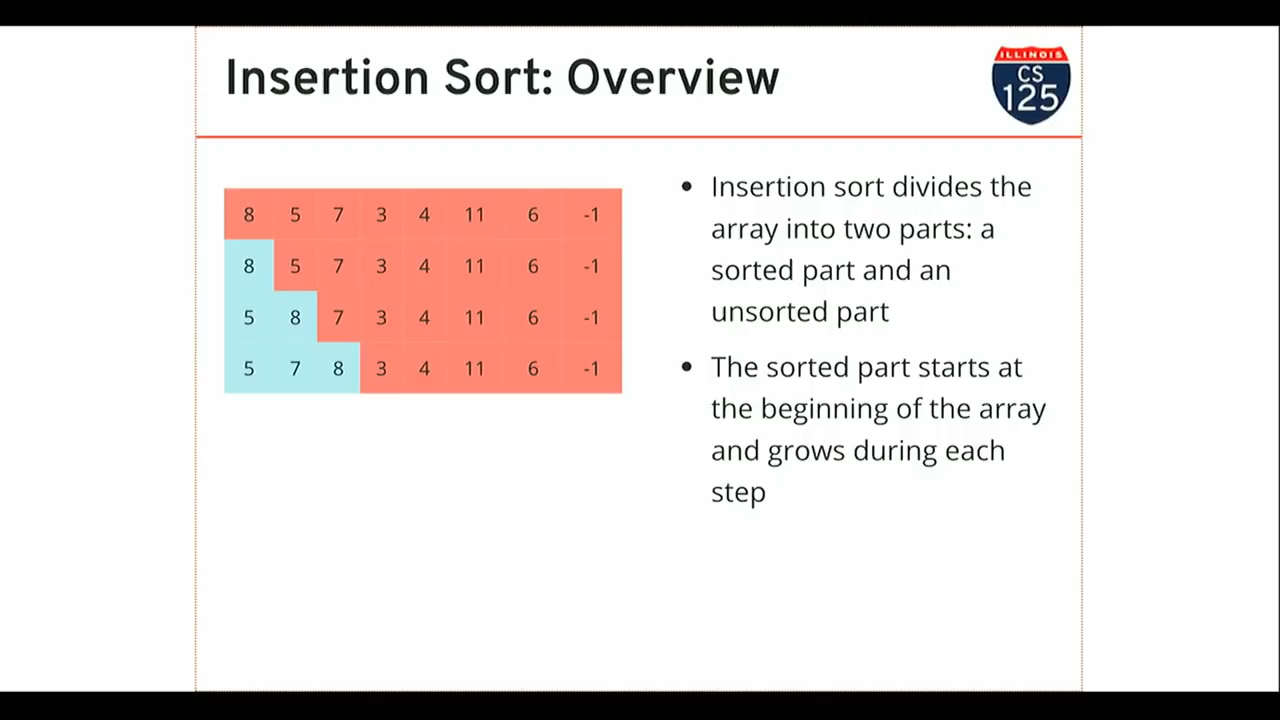 Insertion Sort: Overview
ILLINOIS
CS
125
8 5 7 3 4 11 6 -1
8 5 7 3 4 11 6 -1
5 8 7 3 4 11 6 -1
5 7 8 3 4 11 6 -1
• Insertion sort divides the
array into two parts: a
sorted part and an
unsorted part
• The sorted part starts at
the beginning of the array
and grows during each
step